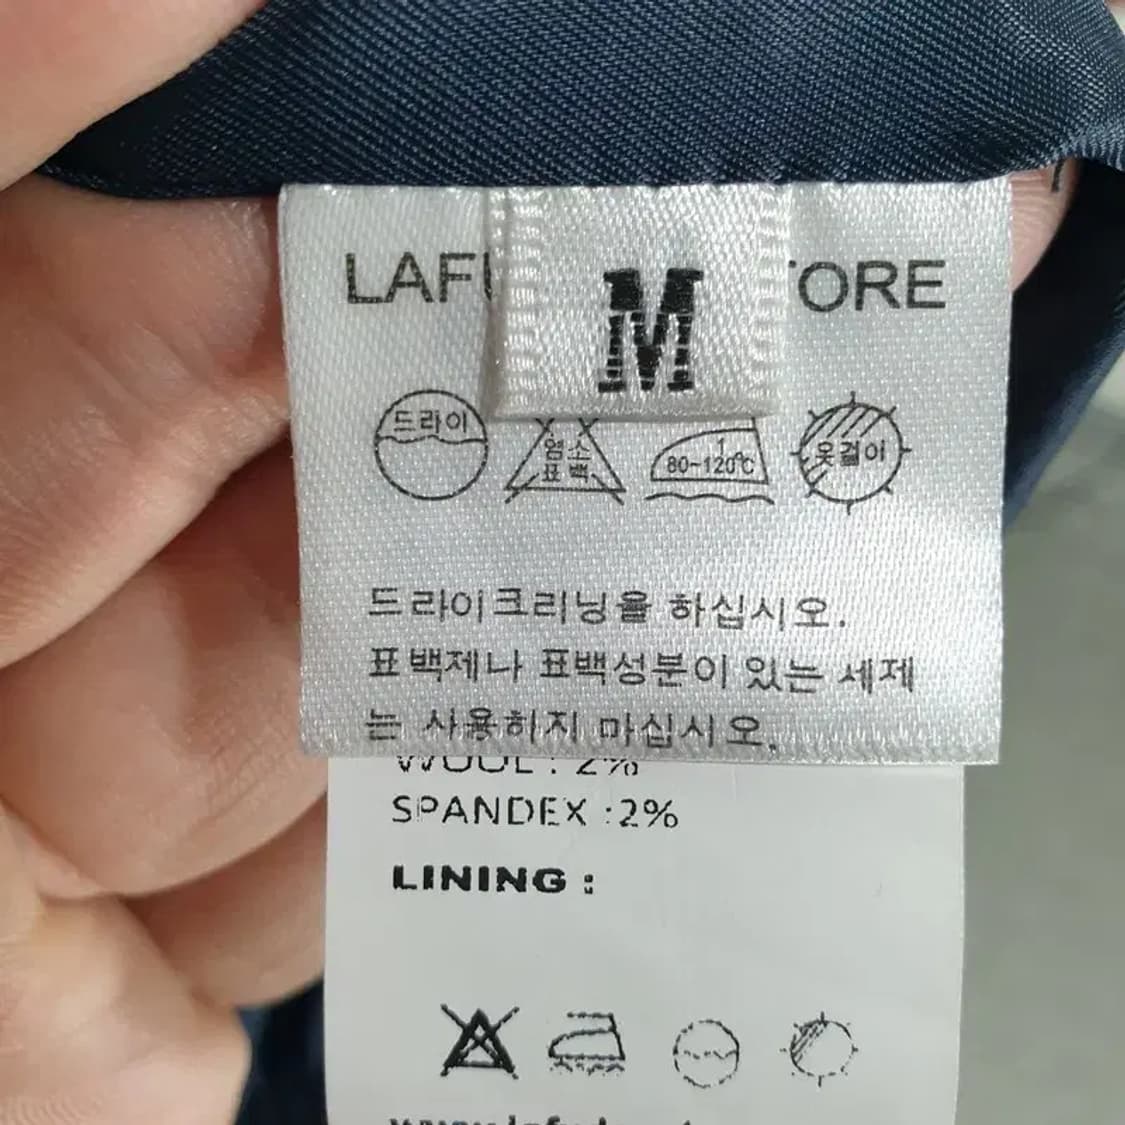 M
드라이
염소
표백
80~120℃
옷걸이
드라이크리닝을 하십시오.
표백제나 표백성분이 있는 세제
는 사용하지 마십시오.
WOOL : 2%
SPANDEX :2%
LINING :